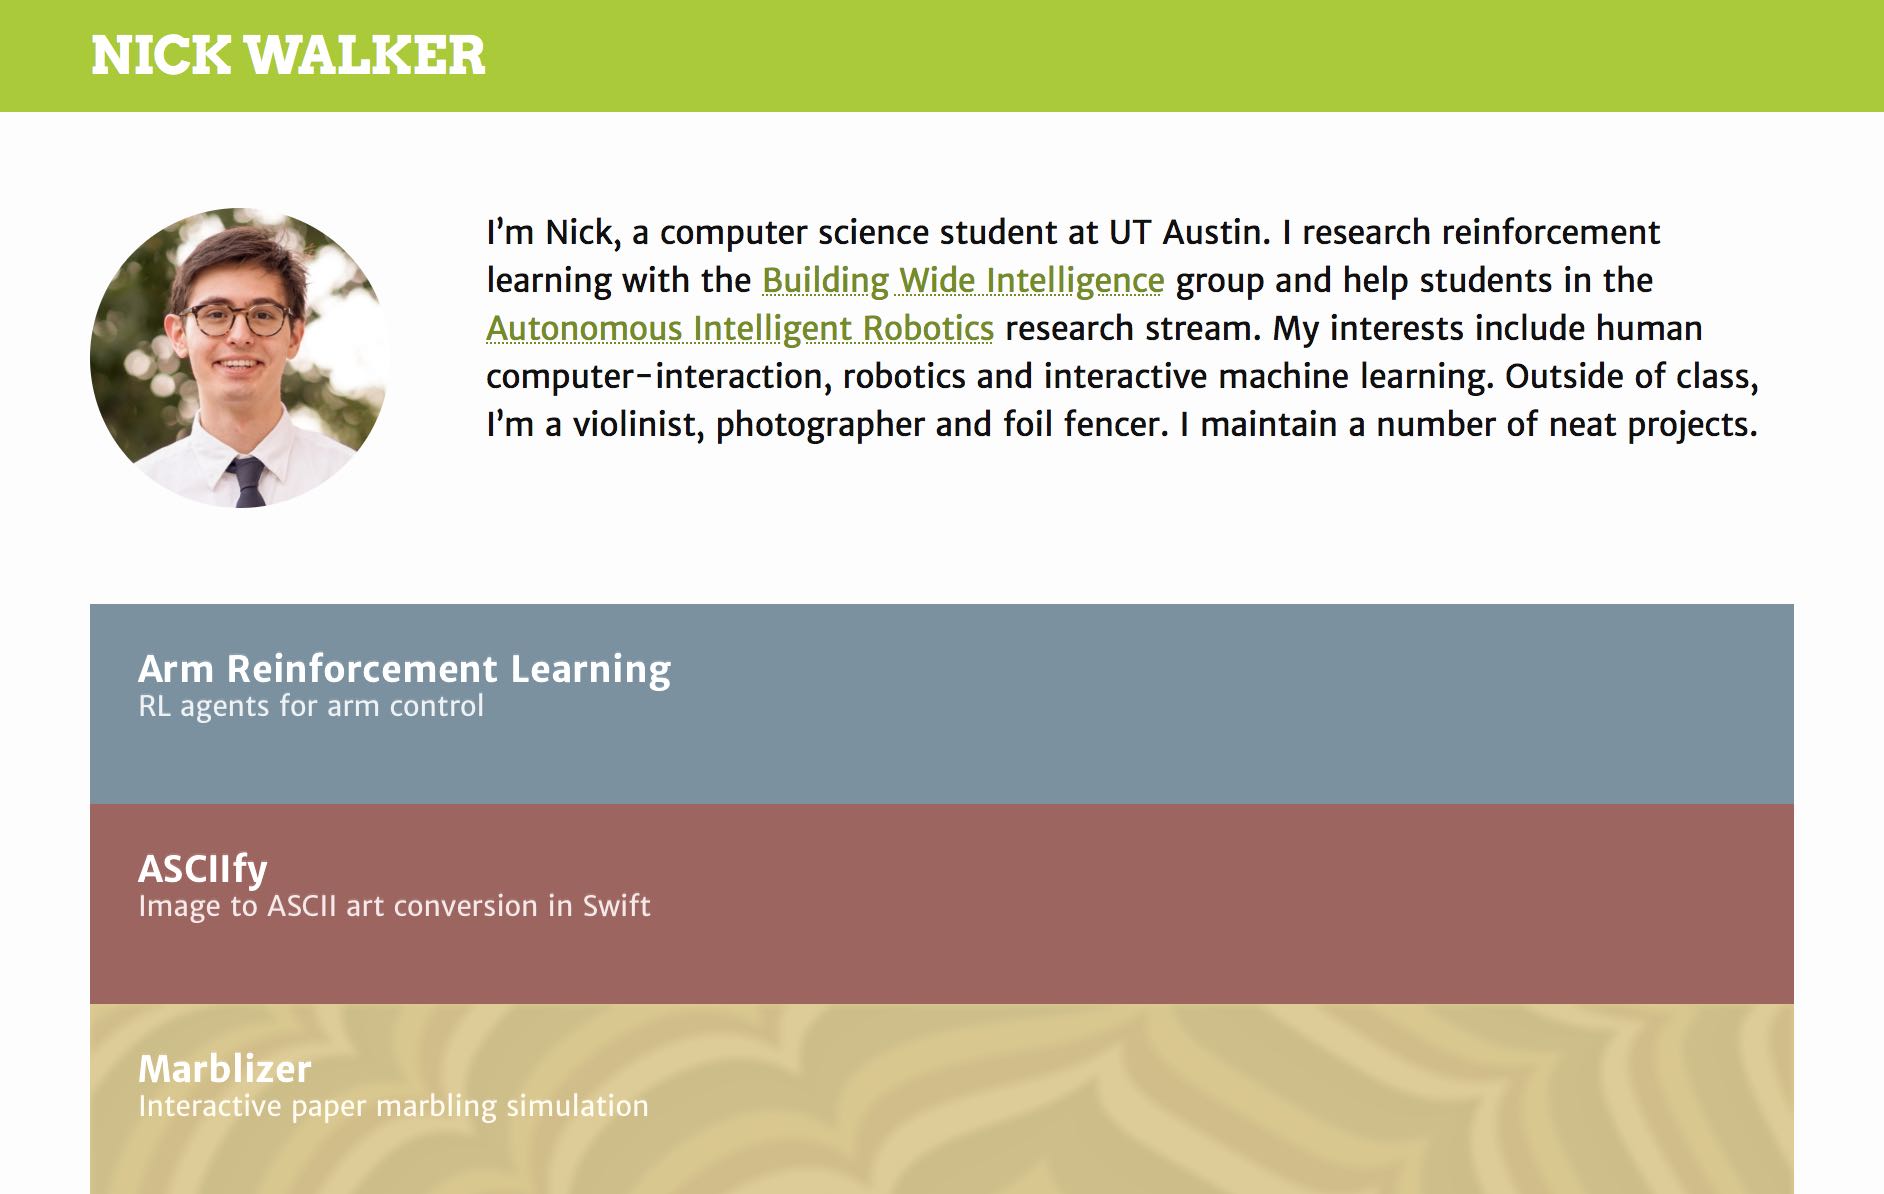 NICK WALKER
I’m Nick, a computer science student at UT Austin. I research reinforcement
learning with the Building Wide Intelligence group and help students in the
Autonomous Intelligent Robotics research stream. My interests include human
computer-interaction, robotics and interactive machine learning. Outside of class,
I’m a violinist, photographer and foil fencer. I maintain a number of neat projects.
Arm Reinforcement Learning
RL agents for arm control
ASCIIfy
Image to ASCII art conversion in Swift
Marblizer
Interactive paper marbling simulation